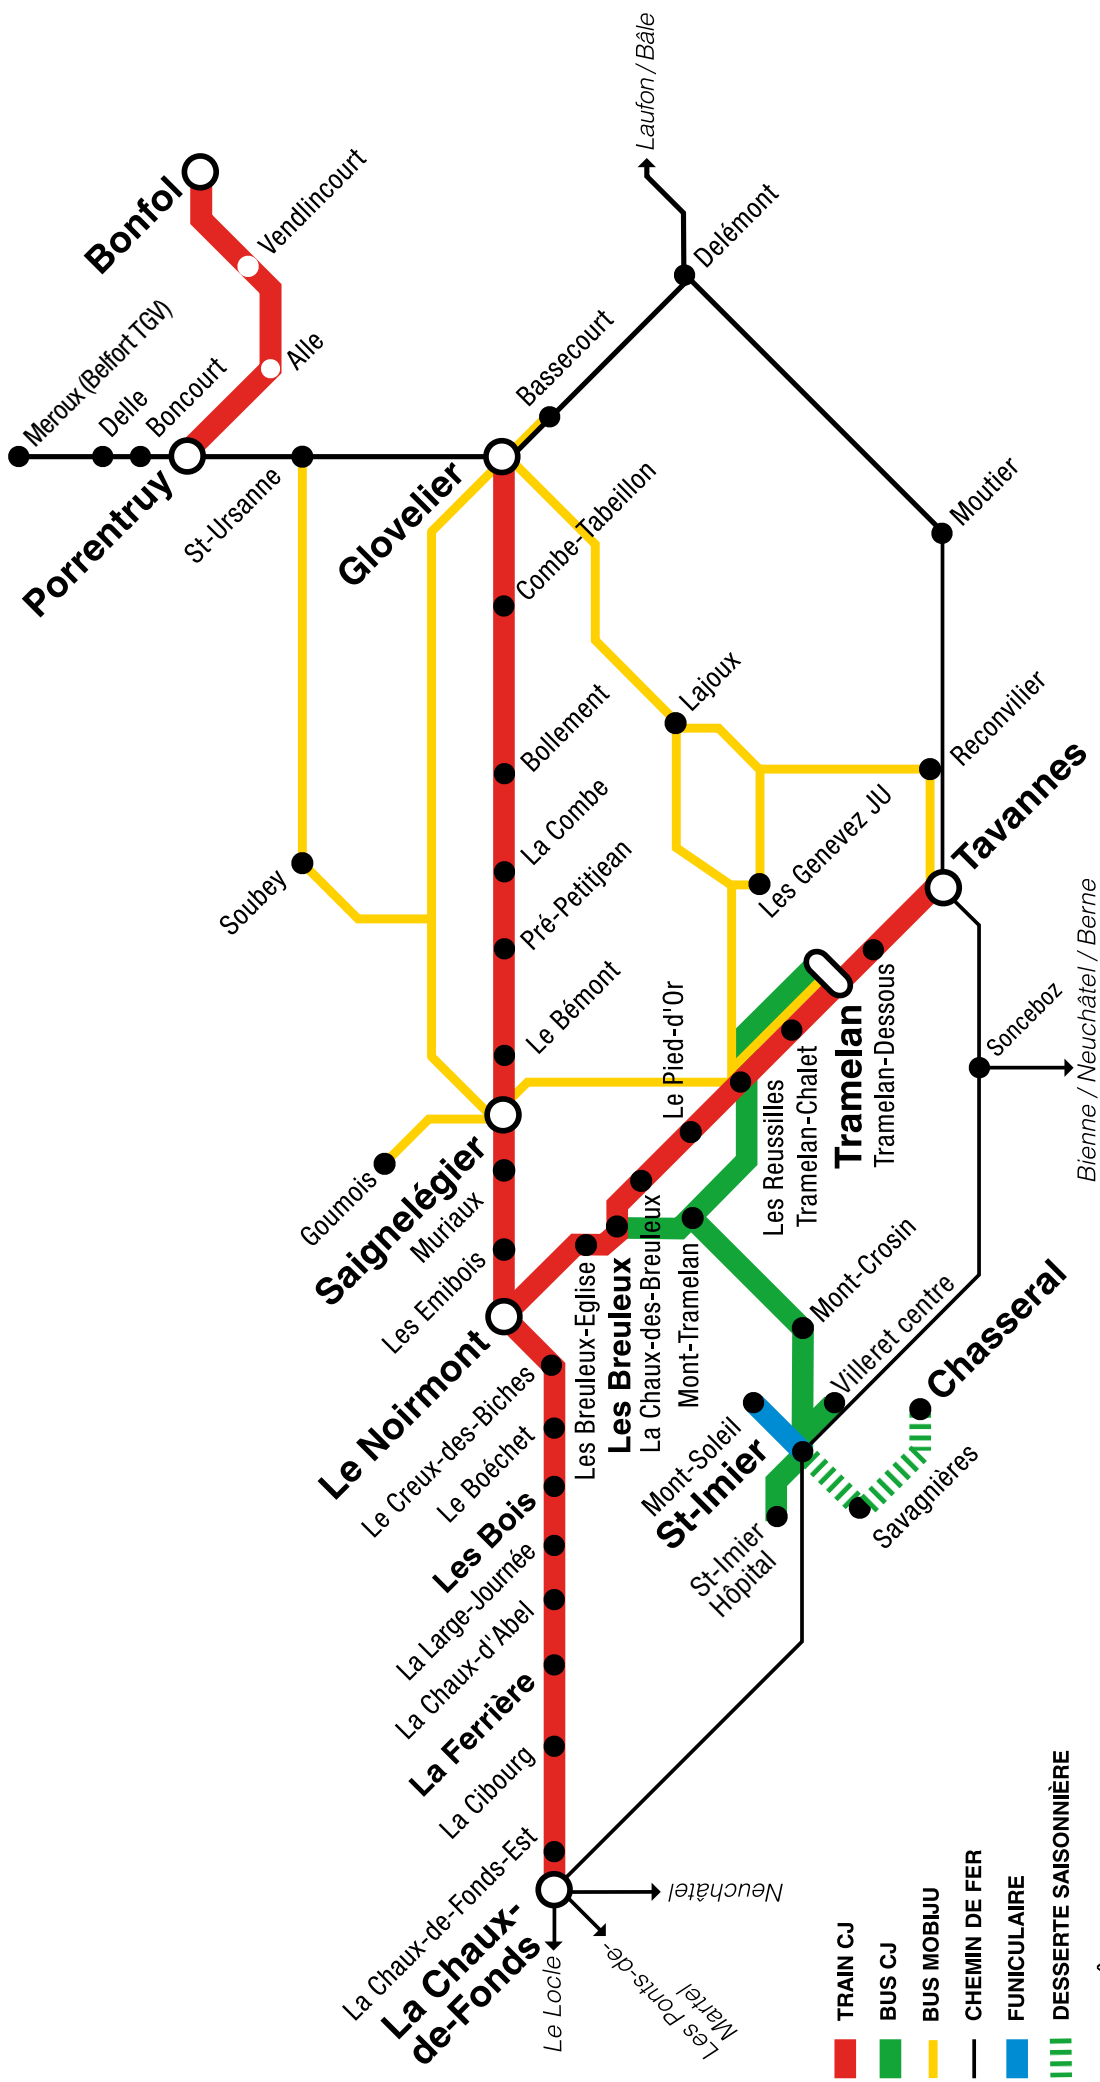 Bonfol
Vendlincourt
Alle
Meroux (Belfort TGV)
Delle
Boncourt
Porrentruy
St-Ursanne
Glovelier
Bassecourt
Delémont
Laufon / Bâle
Combe-Tabeillon
Bollement
La Combe
Pré-Petitjean
Le Bémont
Soubey
Goumois
Saignelégier
Muriaux
Les Emibois
Le Noirmont
Lajoux
Les Genevez JU
Moutier
Reconvilier
Tavannes
Tramelan-Dessous
Tramelan
Tramelan-Chalet
Les Reussilles
Le Pied-d'Or
La Chaux-des-Breuleux
Les Breuleux
Les Breuleux-Eglise
Mont-Tramelan
Mont-Crosin
Villeret centre
Mont-Soleil
St-Imier
St-Imier
Hôpital
Savagnières
Chasseral
Sonceboz
Bienne / Neuchâtel / Berne
Le Creux-des-Biches
Le Boéchet
Les Bois
La Large-Journée
La Chaux-d'Abel
La Ferrière
La Cibourg
La Chaux-de-Fonds-Est
La Chaux-
de-Fonds
Le Locle
Les Ponts-de-
Martel
Neuchâtel
TRAIN CJ
BUS CJ
BUS MOBIJU
CHEMIN DE FER
FUNICULAIRE
DESSERTE SAISONNIÈRE